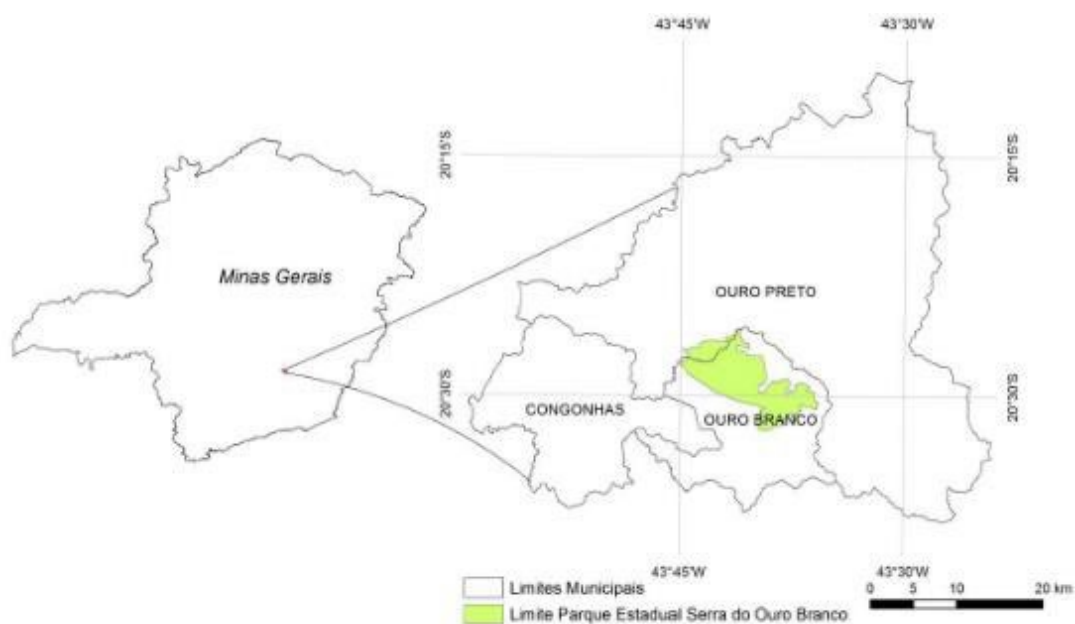 43°45'W 43°30'W
20°15'S 20°15'S
Minas Gerais
OURO PRETO
20°30'S 20°30'S
CONGONHAS
OURO BRANCO
43°45'W 43°30'W
Limites Municipais
0 5 10 20 km
Limite Parque Estadual Serra do Ouro Branco